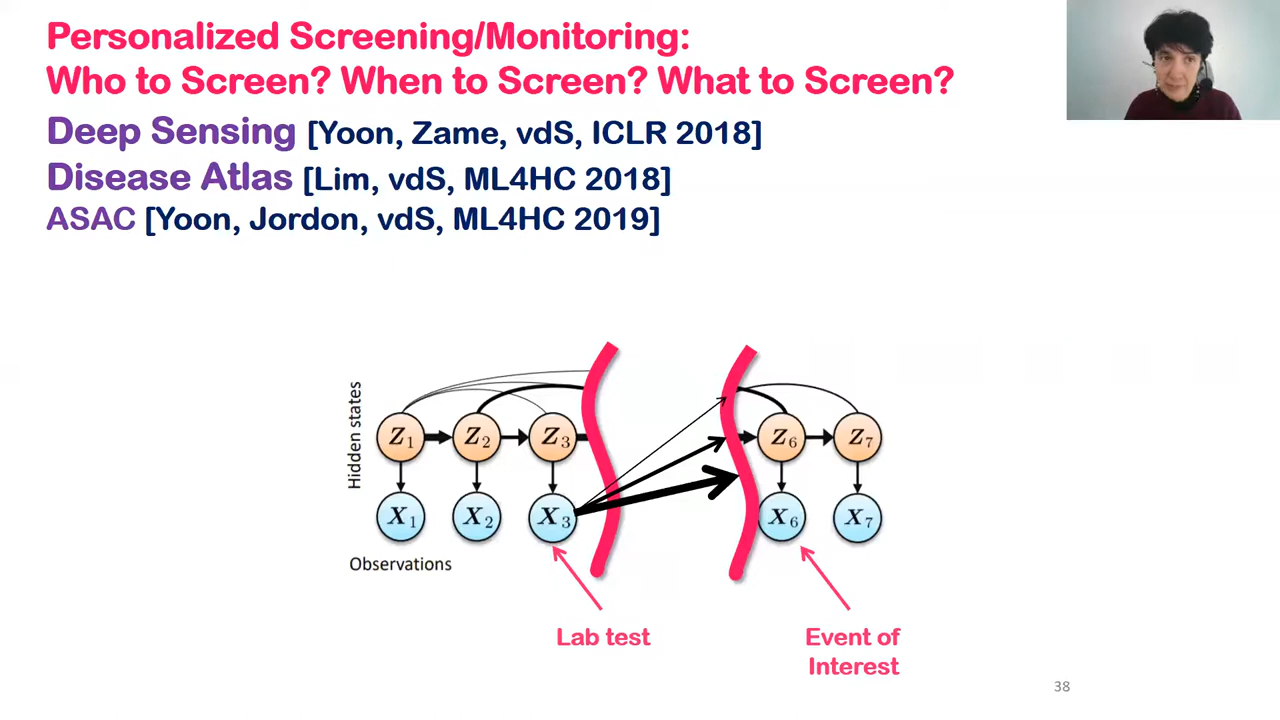 Personalized Screening/Monitoring:
Who to Screen? When to Screen? What to Screen?
Deep Sensing [Yoon, Zame, vdS, ICLR 2018]
Disease Atlas [Lim, vdS, ML4HC 2018]
ASAC [Yoon, Jordon, vdS, ML4HC 2019]
Hidden states
Z1 Z2 Z3 Z6 Z7
X1 X2 X3 X6 X7
Observations
Lab test
Event of
Interest
38